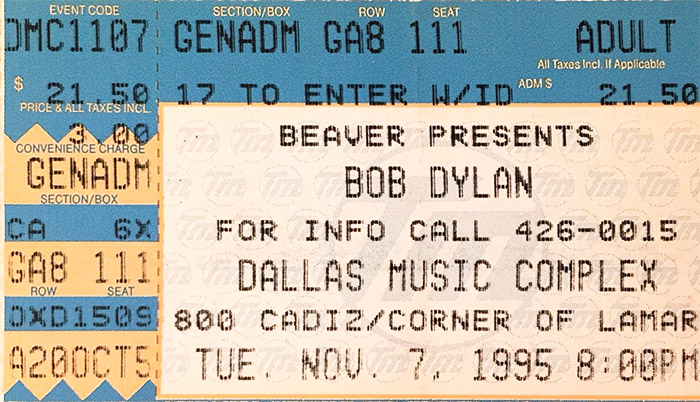 EVENT CODE SECTION/BOX ROW SEAT
DMC1107 GENADM GA8 111 ADULT
All Taxes Incl. If Applicable
$ 21.50 17 TO ENTER W/ID ADM $ 21.50
PRICE & ALL TAXES INCL.
3.00
CONVENIENCE CHARGE
GENADM
SECTION/BOX
CA 6X
GA8 111
ROW SEAT
OXD1509
A20OCT5
BEAVER PRESENTS
BOB DYLAN
FOR INFO CALL 426-0015
DALLAS MUSIC COMPLEX
800 CADIZ/CORNER OF LAMAR
TUE. NOV. 7, 1995 8:00PM